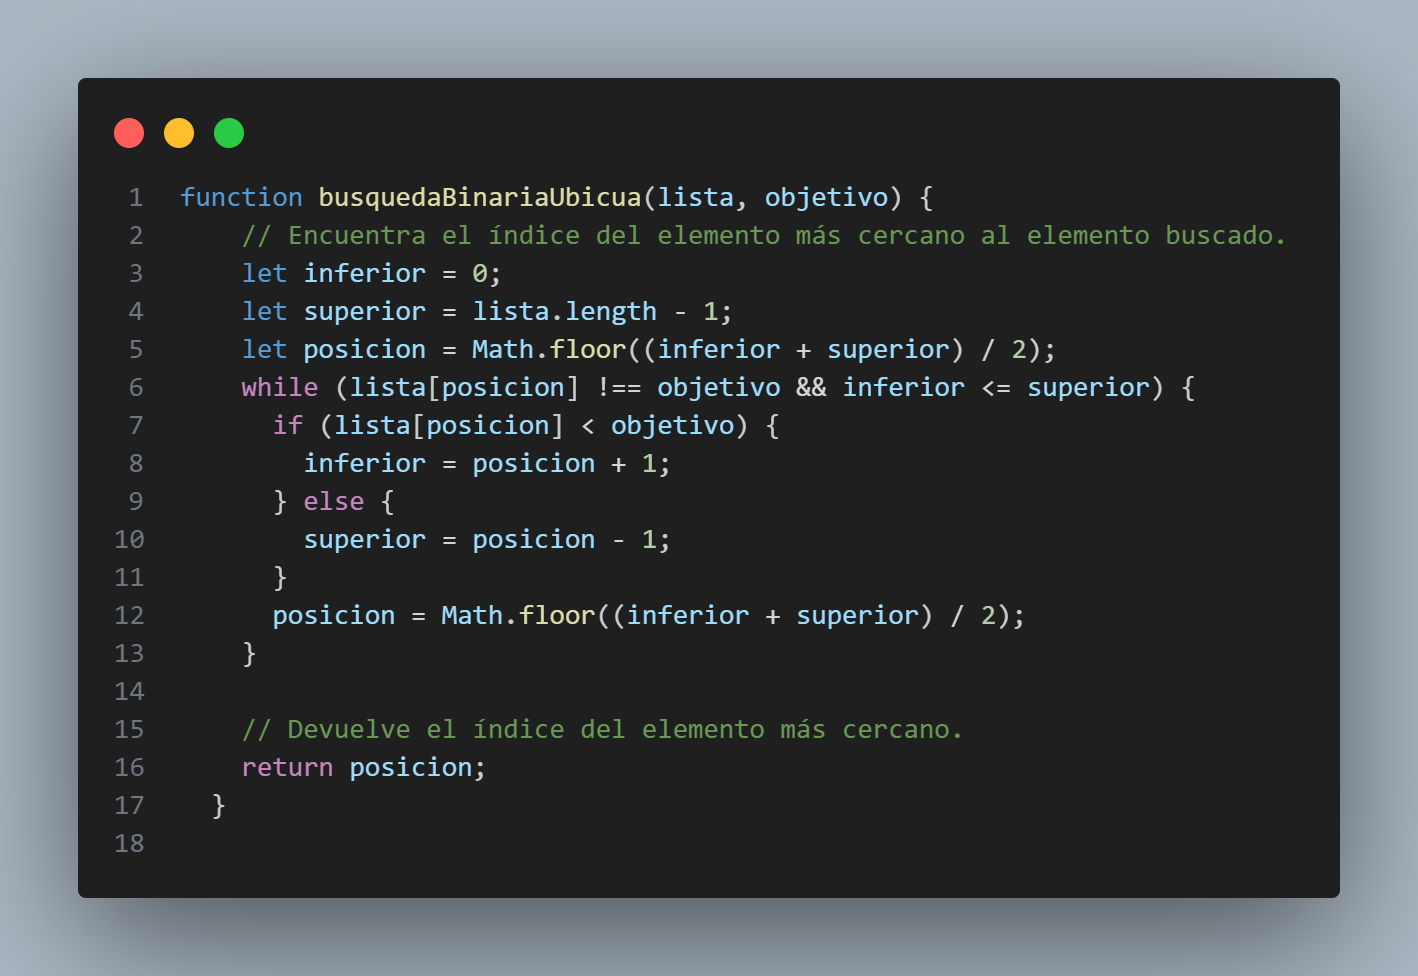 1 function busquedaBinariaUbicua(lista, objetivo) {
2 // Encuentra el índice del elemento más cercano al elemento buscado.
3 let inferior = 0;
4 let superior = lista.length - 1;
5 let posicion = Math.floor((inferior + superior) / 2);
6 while (lista[posicion] !== objetivo && inferior <= superior) {
7 if (lista[posicion] < objetivo) {
8 inferior = posicion + 1;
9 } else {
10 superior = posicion - 1;
11 }
12 posicion = Math.floor((inferior + superior) / 2);
13 }
14
15 // Devuelve el índice del elemento más cercano.
16 return posicion;
17 }
18